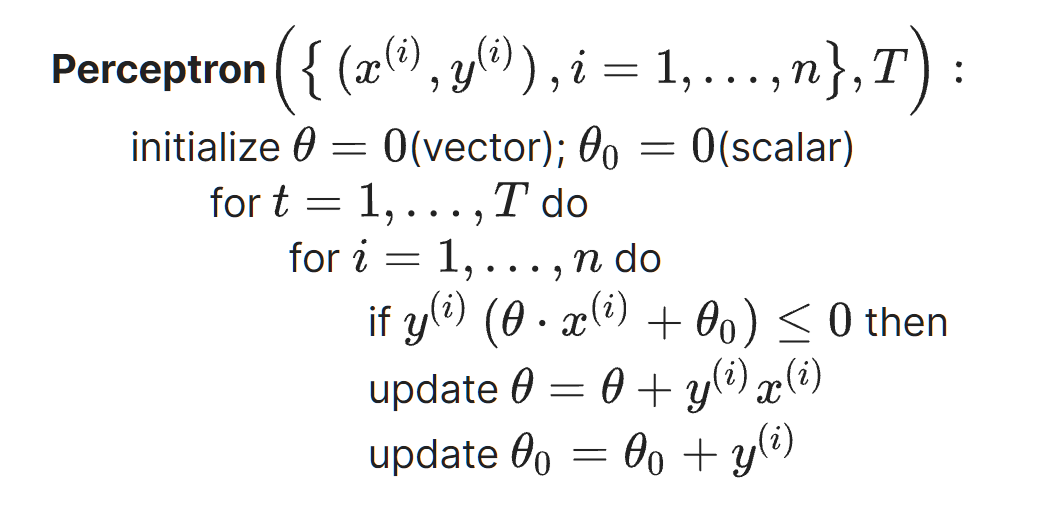 Perceptron({(x^(i), y^(i)), i = 1, ..., n}, T) :
initialize θ = 0(vector); θ₀ = 0(scalar)
for t = 1, ..., T do
for i = 1, ..., n do
if y^(i) (θ · x^(i) + θ₀) ≤ 0 then
update θ = θ + y^(i) x^(i)
update θ₀ = θ₀ + y^(i)